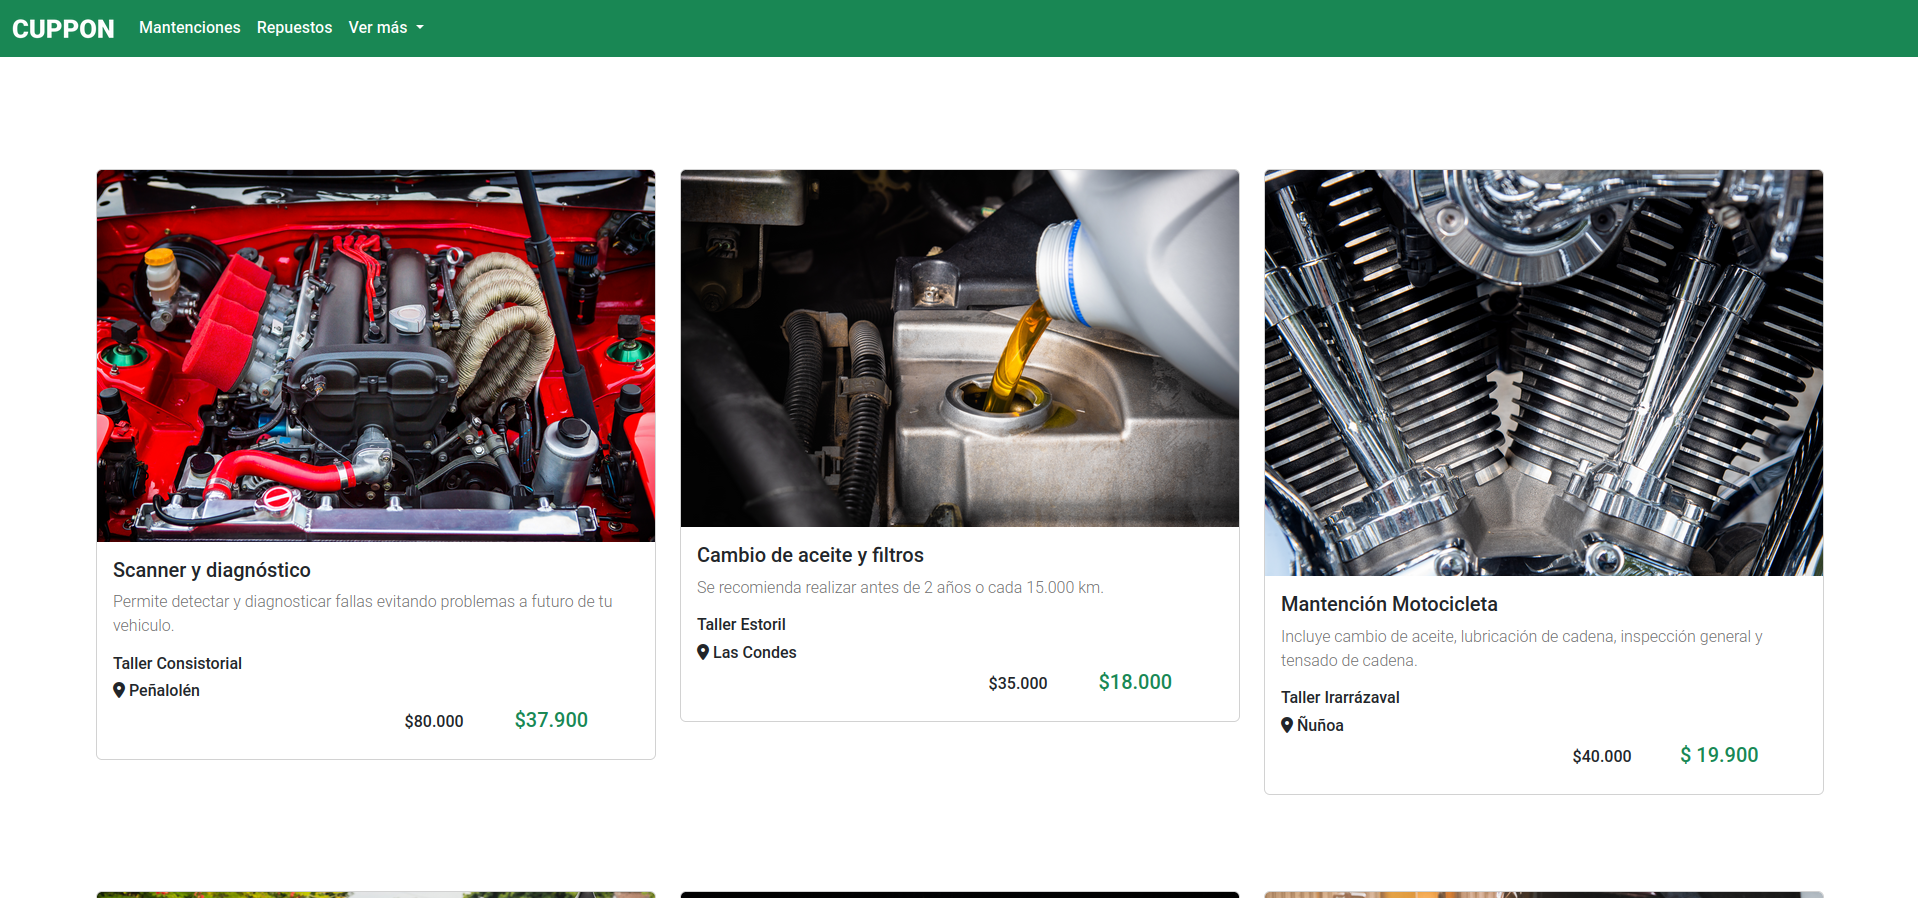 CUPPON Mantenciones Repuestos Ver más
Scanner y diagnóstico
Permite detectar y diagnosticar fallas evitando problemas a futuro de tu
vehiculo.
Taller Consistorial
Peñalolén
$80.000 $37.900
Cambio de aceite y filtros
Se recomienda realizar antes de 2 años o cada 15.000 km.
Taller Estoril
Las Condes
$35.000 $18.000
Mantención Motocicleta
Incluye cambio de aceite, lubricación de cadena, inspección general y
tensado de cadena.
Taller Irarrázaval
Ñuñoa
$40.000 $ 19.900